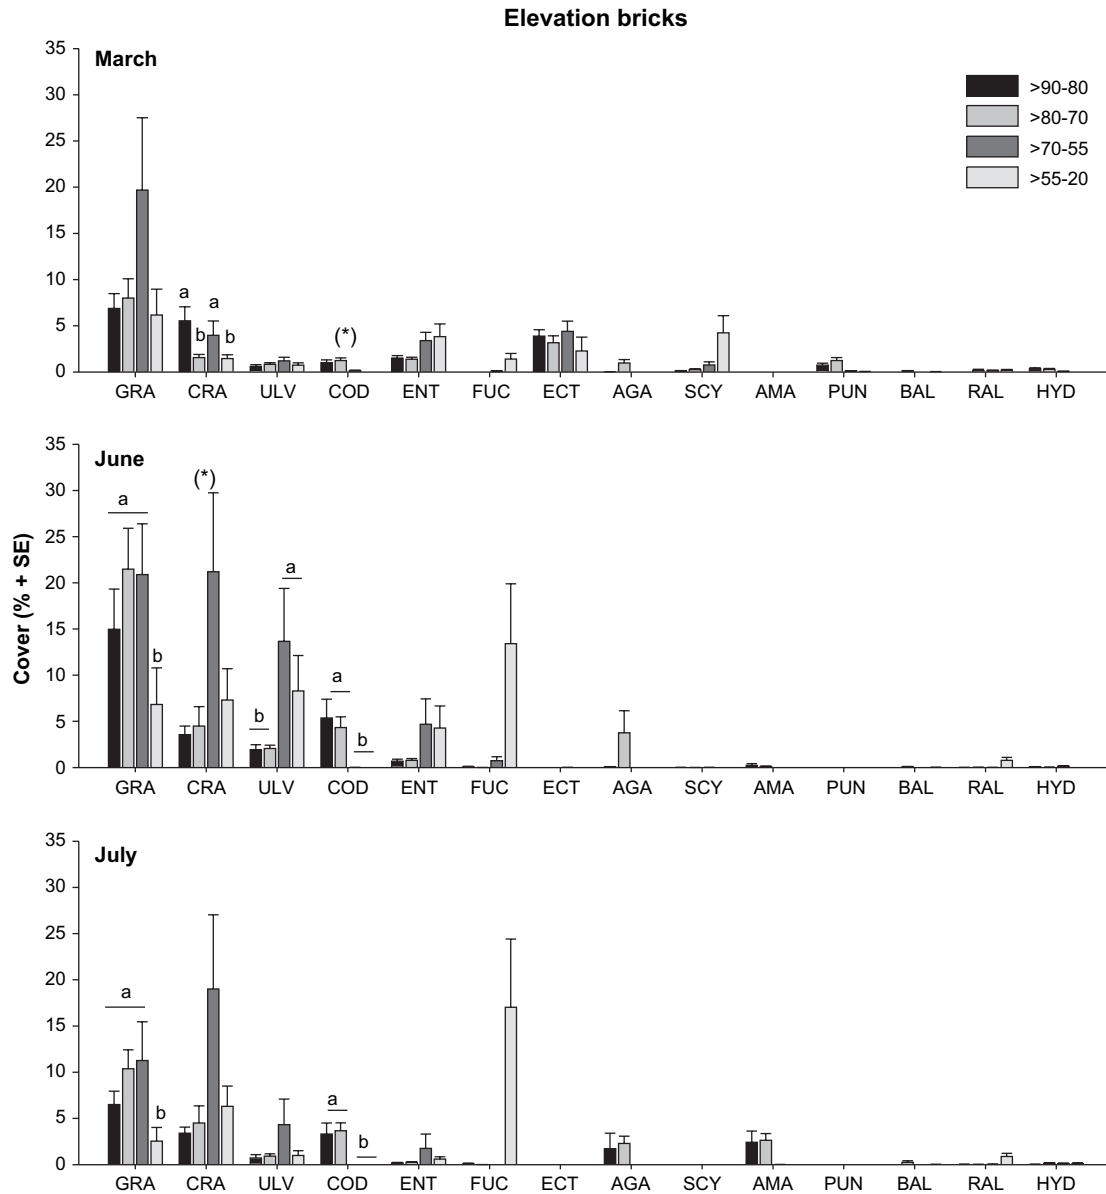 Elevation bricks
March
>90-80
>80-70
>70-55
>55-20
35
30
25
20
15
10
5
0
a
a
b
b
(*)
GRA CRA ULV COD ENT FUC ECT AGA SCY AMA PUN BAL RAL HYD
Cover (% + SE)
June
35
30
25
20
15
10
5
0
a
b
(*)
b
a
a
b
GRA CRA ULV COD ENT FUC ECT AGA SCY AMA PUN BAL RAL HYD
July
35
30
25
20
15
10
5
0
a
b
a
b
GRA CRA ULV COD ENT FUC ECT AGA SCY AMA PUN BAL RAL HYD